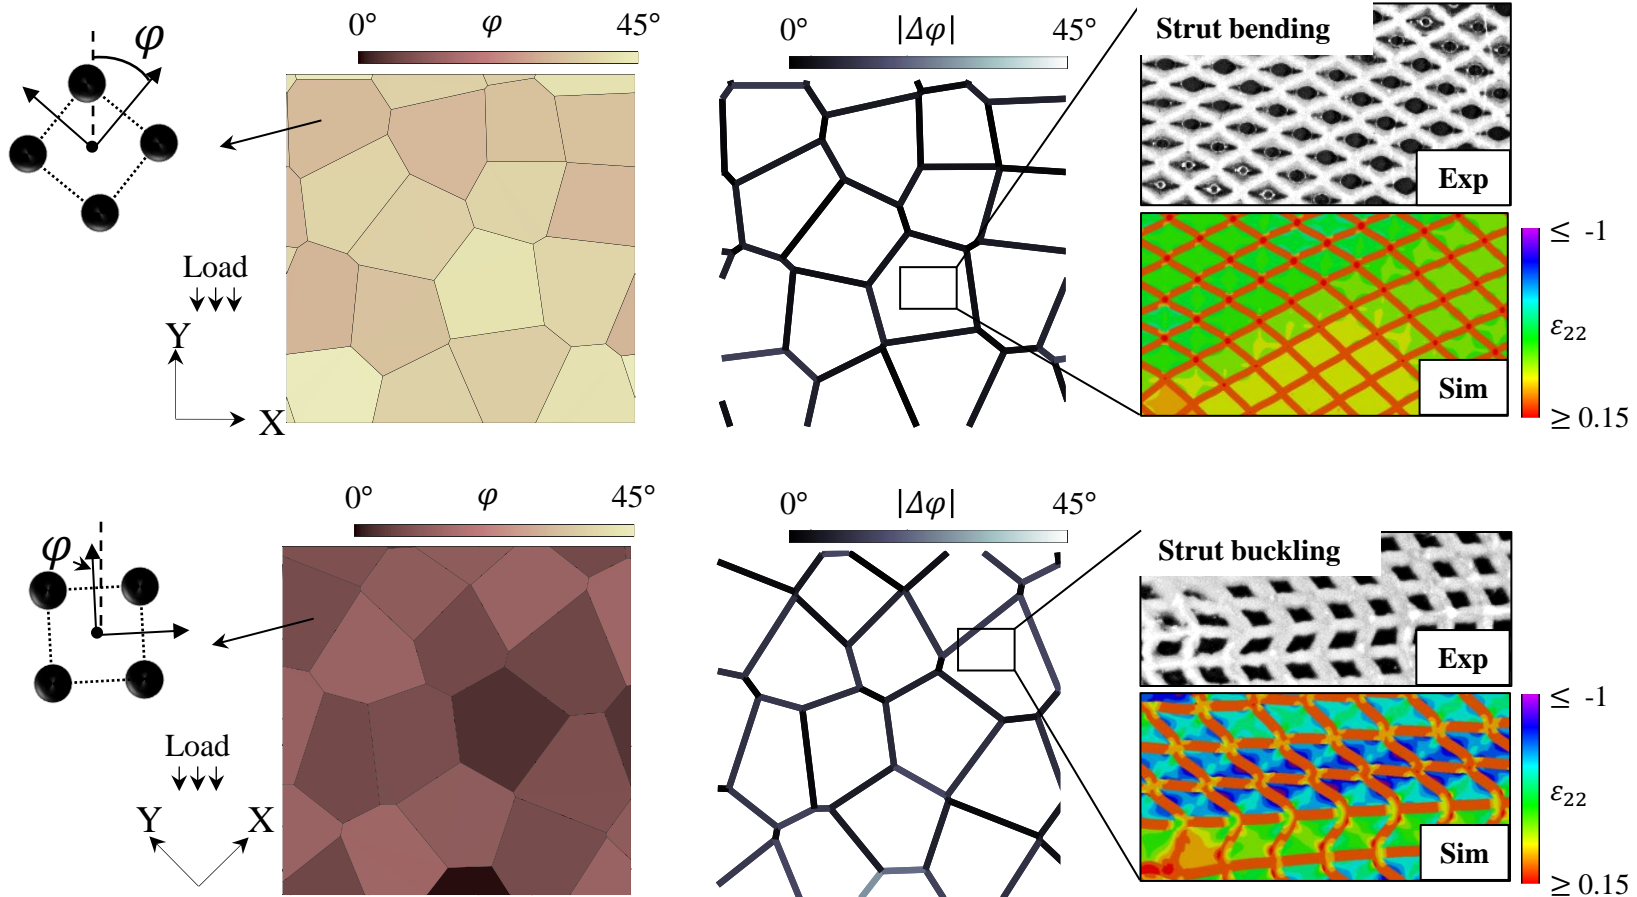 φ
0° φ 45°
0° |Δφ| 45°
Strut bending
Exp
Load
Y
X
Sim
≤ -1
ε22
≥ 0.15
φ
0° φ 45°
0° |Δφ| 45°
Strut buckling
Exp
Load
Y X
Sim
≤ -1
ε22
≥ 0.15